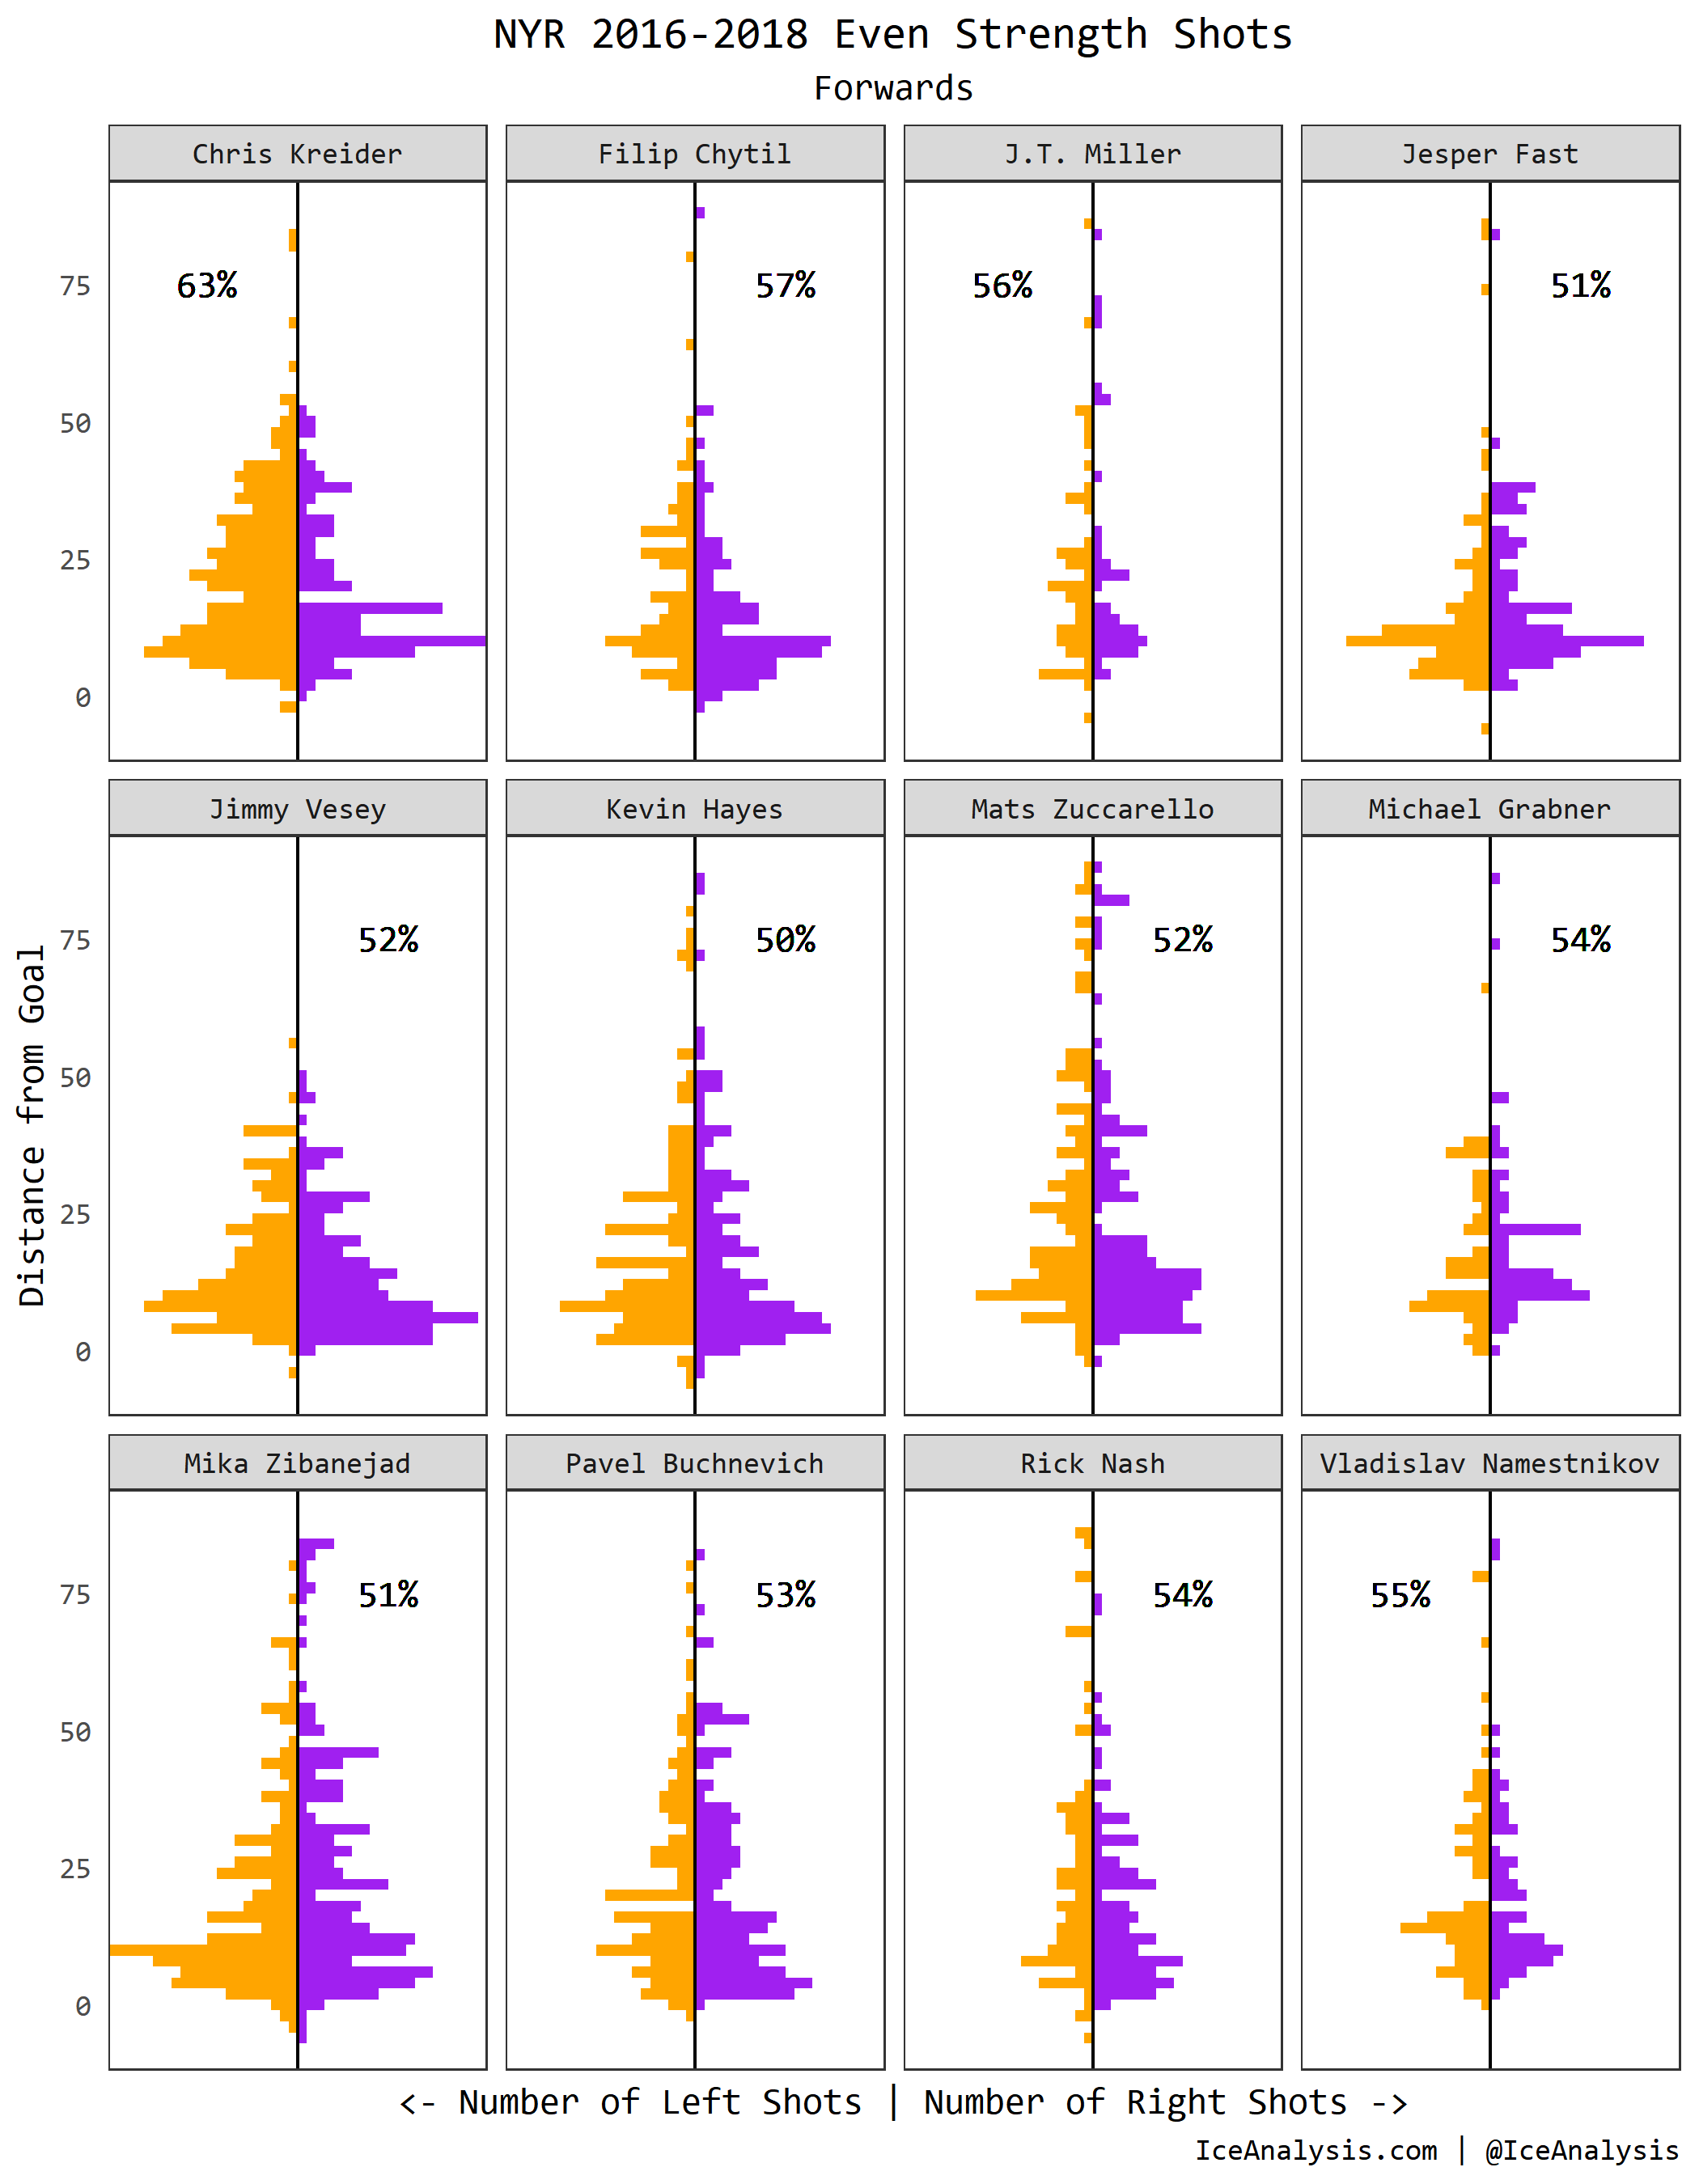 NYR 2016-2018 Even Strength Shots
Forwards
Chris Kreider Filip Chytil J.T. Miller Jesper Fast
75 63% 57% 56% 51%
50
25
0
Jimmy Vesey Kevin Hayes Mats Zuccarello Michael Grabner
75 52% 50% 52% 54%
50
25
0
Distance from Goal
Mika Zibanejad Pavel Buchnevich Rick Nash Vladislav Namestnikov
75 51% 53% 54% 55%
50
25
0
<- Number of Left Shots | Number of Right Shots ->
IceAnalysis.com | @IceAnalysis